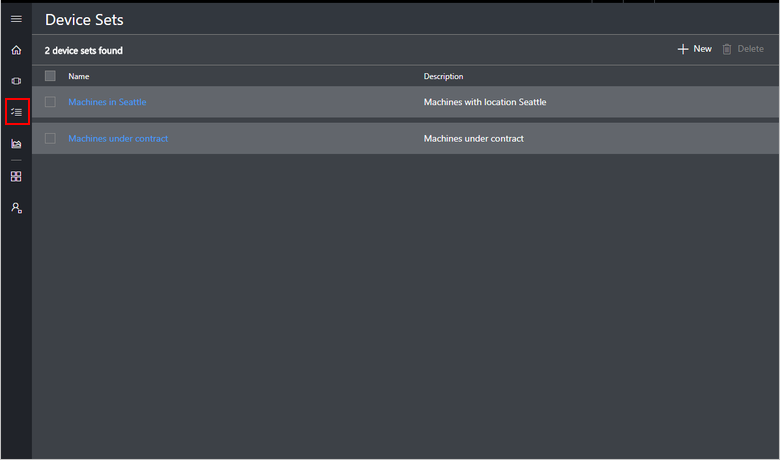 Device Sets
2 device sets found
New Delete
Name Description
Machines in Seattle Machines with location Seattle
Machines under contract Machines under contract